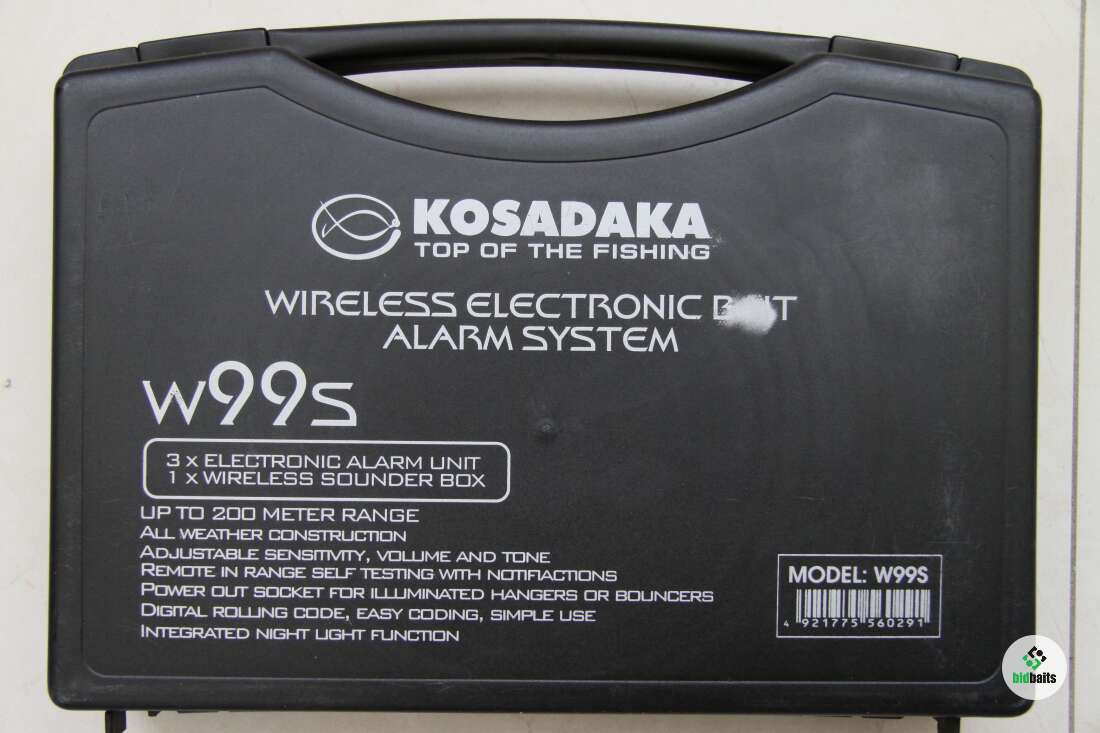 KOSADAKA
TOP OF THE FISHING
WIRELESS ELECTRONIC
ALARM SYSTEM
W99S
3 x ELECTRONIC ALARM UNIT
1 x WIRELESS SOUNDER BOX
UP TO 200 METER RANGE
ALL WEATHER CONSTRUCTION
ADJUSTABLE SENSITIVITY, VOLUME AND TONE
REMOTE IN RANGE SELF TESTING WITH NOTIFIACTIONS
POWER OUT SOCKET FOR ILLUMINATED HANGERS OR BOUNCERS
DIGITAL ROLLING CODE, EASY CODING, SIMPLE USE
INTEGRATED NIGHT LIGHT FUNCTION
MODEL: W99S
4 921775 560291
bidbaits